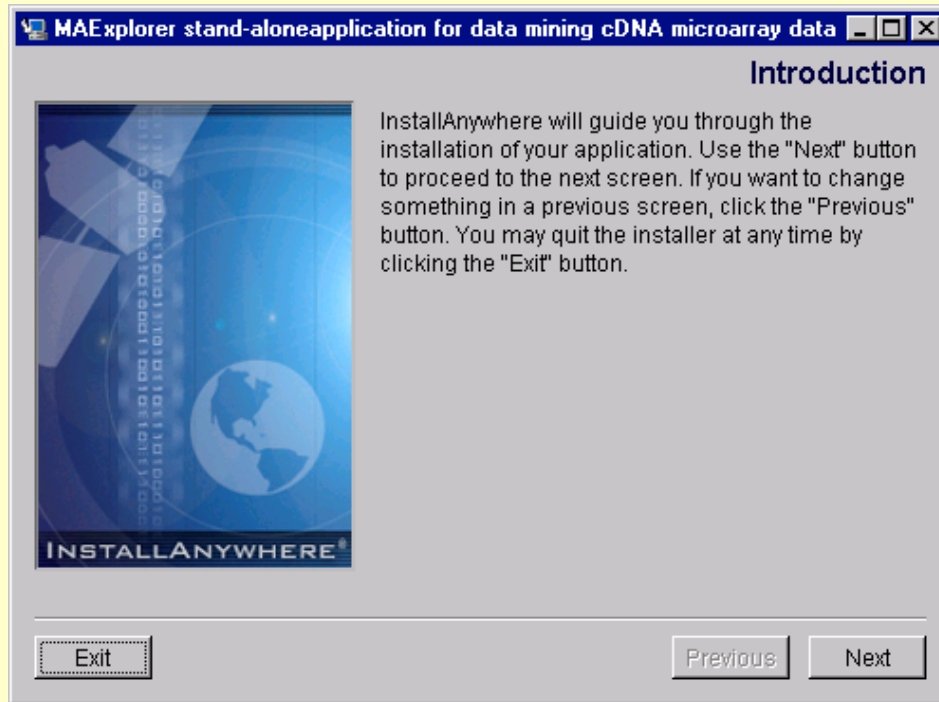 MAExplorer stand-aloneapplication for data mining cDNA microarray data
Introduction
InstallAnywhere will guide you through the
installation of your application. Use the "Next" button
to proceed to the next screen. If you want to change
something in a previous screen, click the "Previous"
button. You may quit the installer at any time by
clicking the "Exit" button.
INSTALLANYWHERE®
Exit
Previous
Next